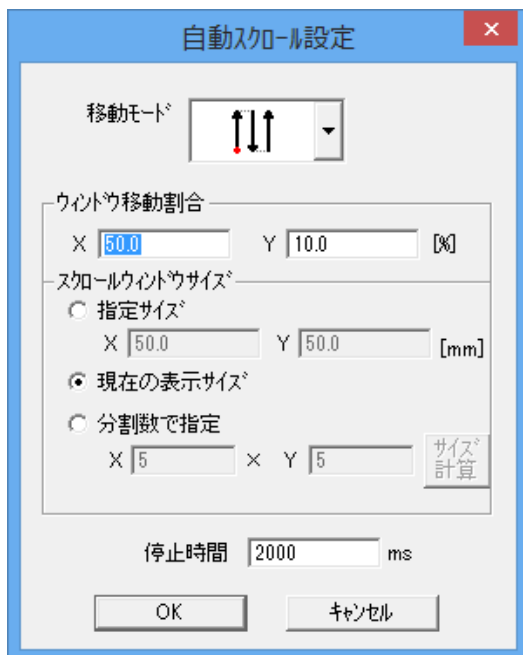 自動ｽｸﾛｰﾙ設定
移動ﾓｰﾄﾞ
ｳｨﾝﾄﾞｳ移動割合
X 50.0 Y 10.0 [%]
ｽｸﾛｰﾙｳｨﾝﾄﾞｳｻｲｽﾞ
指定ｻｲｽﾞ
X 50.0 Y 50.0 [mm]
現在の表示ｻｲｽﾞ
分割数で指定
X 5 × Y 5
ｻｲｽﾞ
計算
停止時間 2000 ms
OK ｷｬﾝｾﾙ